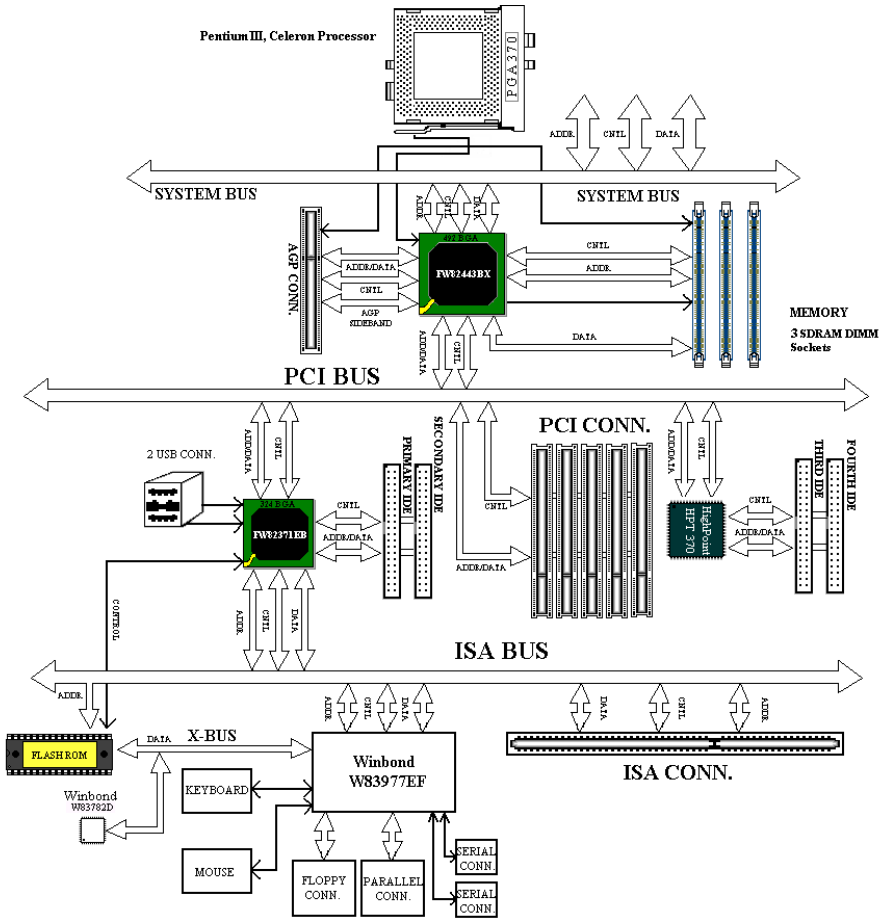 Pentium III, Celeron Processor
PGA370
ADDR.
CNTL
DATA
SYSTEM BUS
SYSTEM BUS
ADDR.
CNTL
DATA
AGP CONN.
492 BGA
FW82443BX
ADDR/DATA
CNTL
AGP
SIDEBAND
CNTL
ADDR.
DATA
MEMORY
3 SDRAM DIMM
Sockets
ADD/DATA
CNTL
PCI BUS
ADD/DATA
CNTL
2 USB CONN.
324 BGA
FW82371EB
CNTL
ADDR/DATA
PRIMARY IDE
SECONDARY IDE
PCI CONN.
CNTL
ADDR/DATA
ADD/DATA
CNTL
HighPoint
HPT 370
CNTL
ADDR/DATA
THIRD IDE
FOURTH IDE
CONTROL
ADDR.
CNTL
DATA
ISA BUS
ADDR.
ADDR.
CNTL
DATA
DATA
CNTL
ADDR.
FLASH ROM
DATA
X-BUS
Winbond
W83977EF
ISA CONN.
Winbond
W83782D
KEYBOARD
MOUSE
FLOPPY
CONN.
PARALLEL
CONN.
SERIAL
CONN.
SERIAL
CONN.